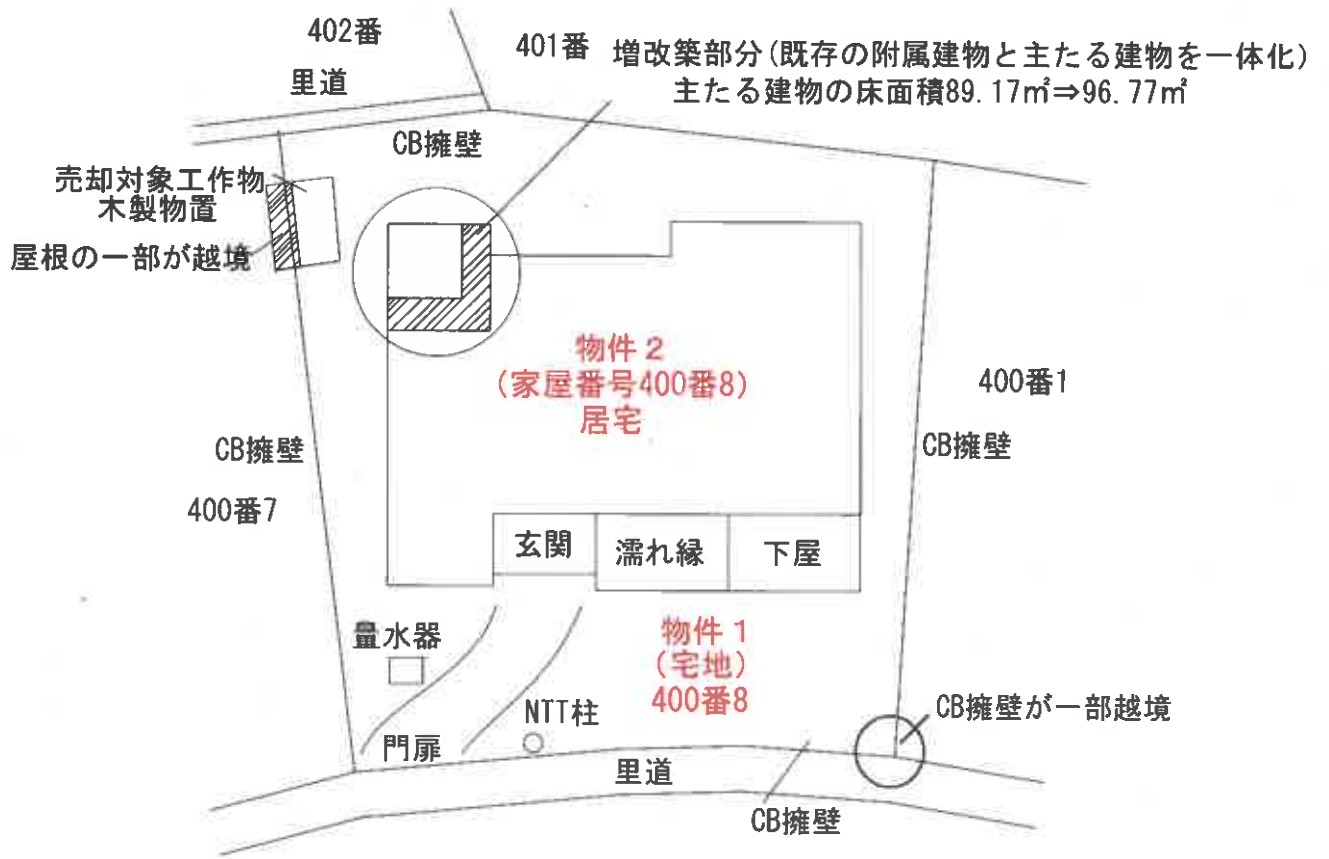 402番
401番
増改築部分(既存の附属建物と主たる建物を一体化)
主たる建物の床面積89.17㎡⇒96.77㎡
里道
CB擁壁
売却対象工作物
木製物置
屋根の一部が越境
物件2
(家屋番号400番8)
居宅
400番1
CB擁壁
CB擁壁
400番7
玄関
濡れ縁
下屋
量水器
物件1
(宅地)
400番8
NTT柱
CB擁壁が一部越境
門扉
里道
CB擁壁